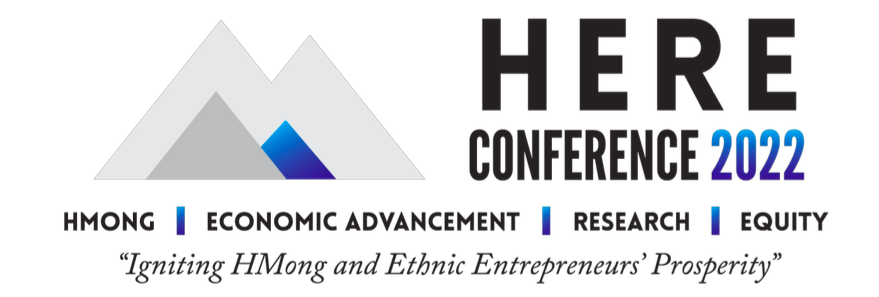 HERE
CONFERENCE 2022
HMONG | ECONOMIC ADVANCEMENT | RESEARCH | EQUITY
“Igniting HMong and Ethnic Entrepreneurs’ Prosperity”